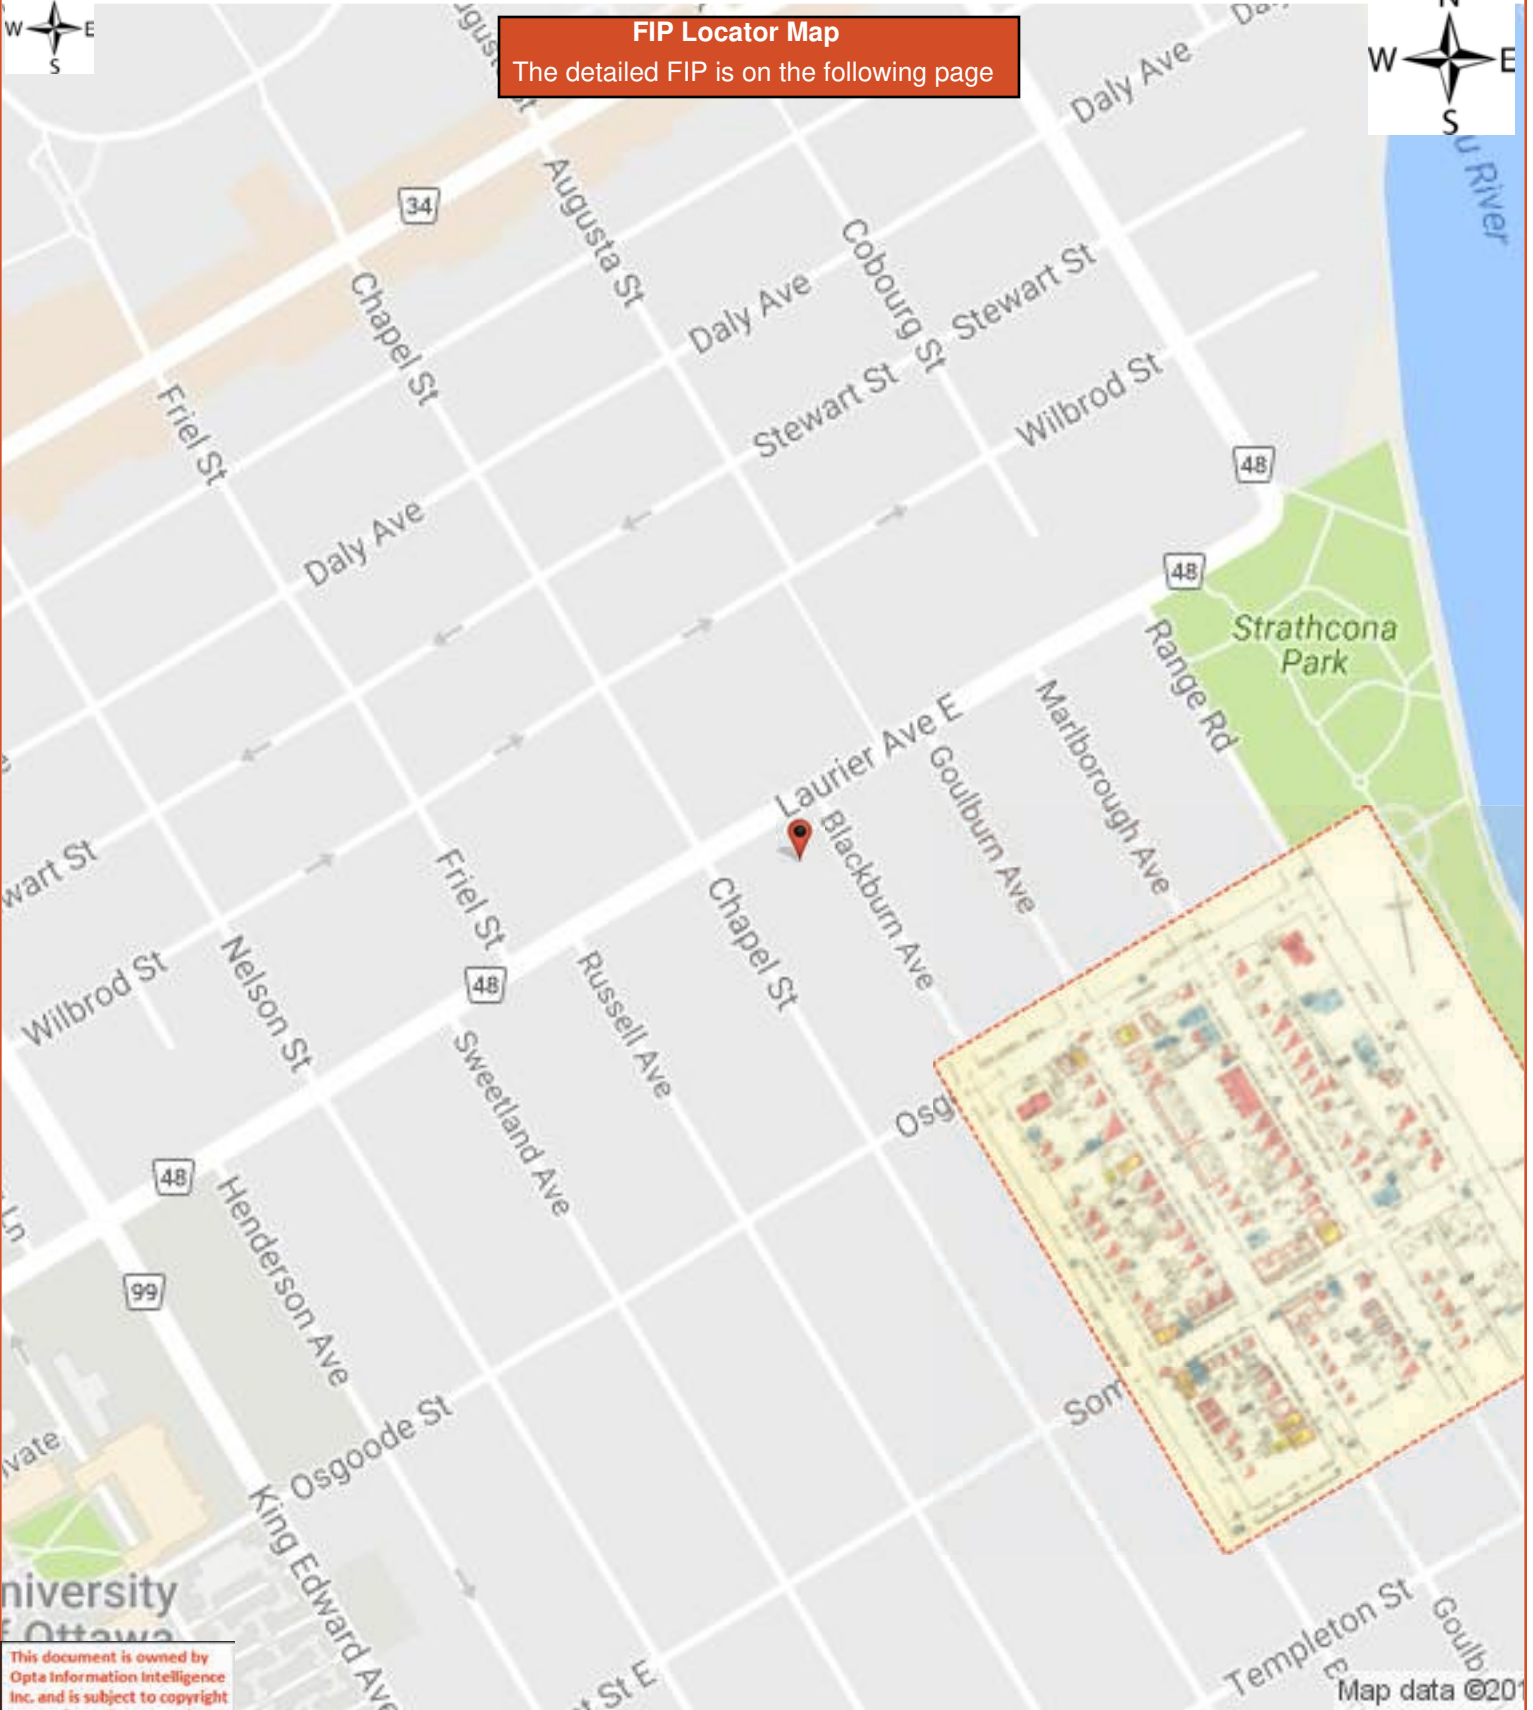 N
W E
S
FIP Locator Map
The detailed FIP is on the following page
W E
S
Daly Ave
River
34
Augusta St
Cobourg St
Stewart St
Chapel St
Daly Ave
Friel St
Stewart St
Wilbrod St
48
Daly Ave
48
Strathcona
Park
Range Rd
Marlborough Ave
Laurier Ave E
Goulburn Ave
Blackburn Ave
Friel St
Chapel St
Wilbrod St
Nelson St
48
Russell Ave
Sweetland Ave
48
Henderson Ave
99
Osgoode St
King Edward Ave
Templeton St
St E
This document is owned by
Opta Information Intelligence
Inc. and is subject to copyright
Map data ©201